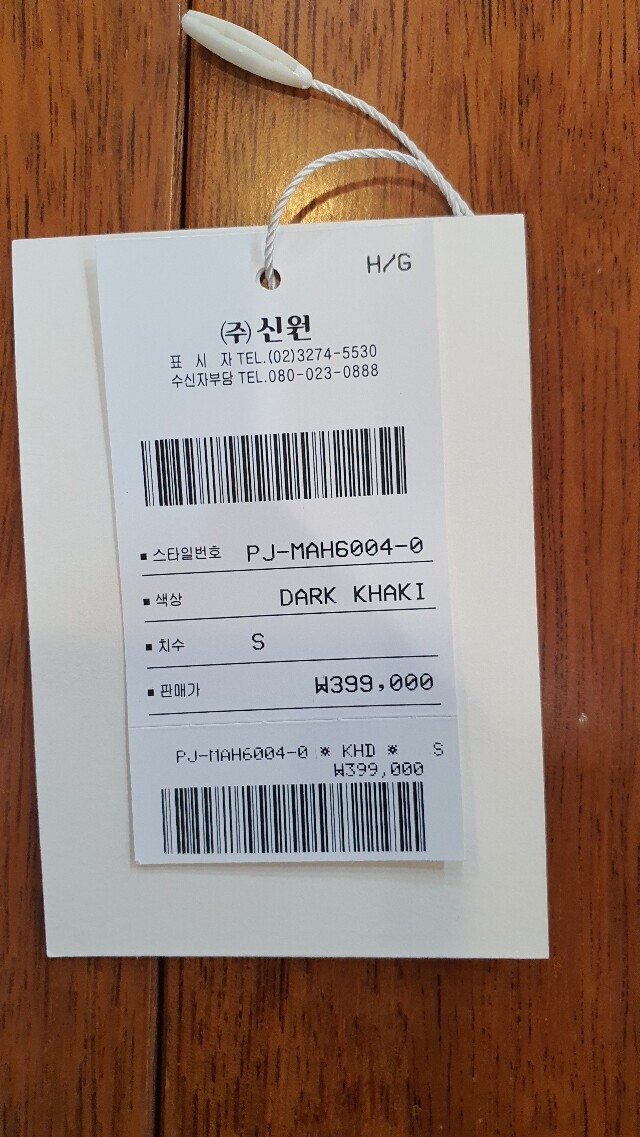 H/G
㈜신원
표 시 자 TEL.(02)3274-5530
수신자부담 TEL.080-023-0888
▪ 스타일번호 PJ-MAH6004-0
▪ 색상 DARK KHAKI
▪ 치수 S
▪ 판매가 ₩399,000
PJ-MAH6004-0 ※ KHD ※ S
₩399,000